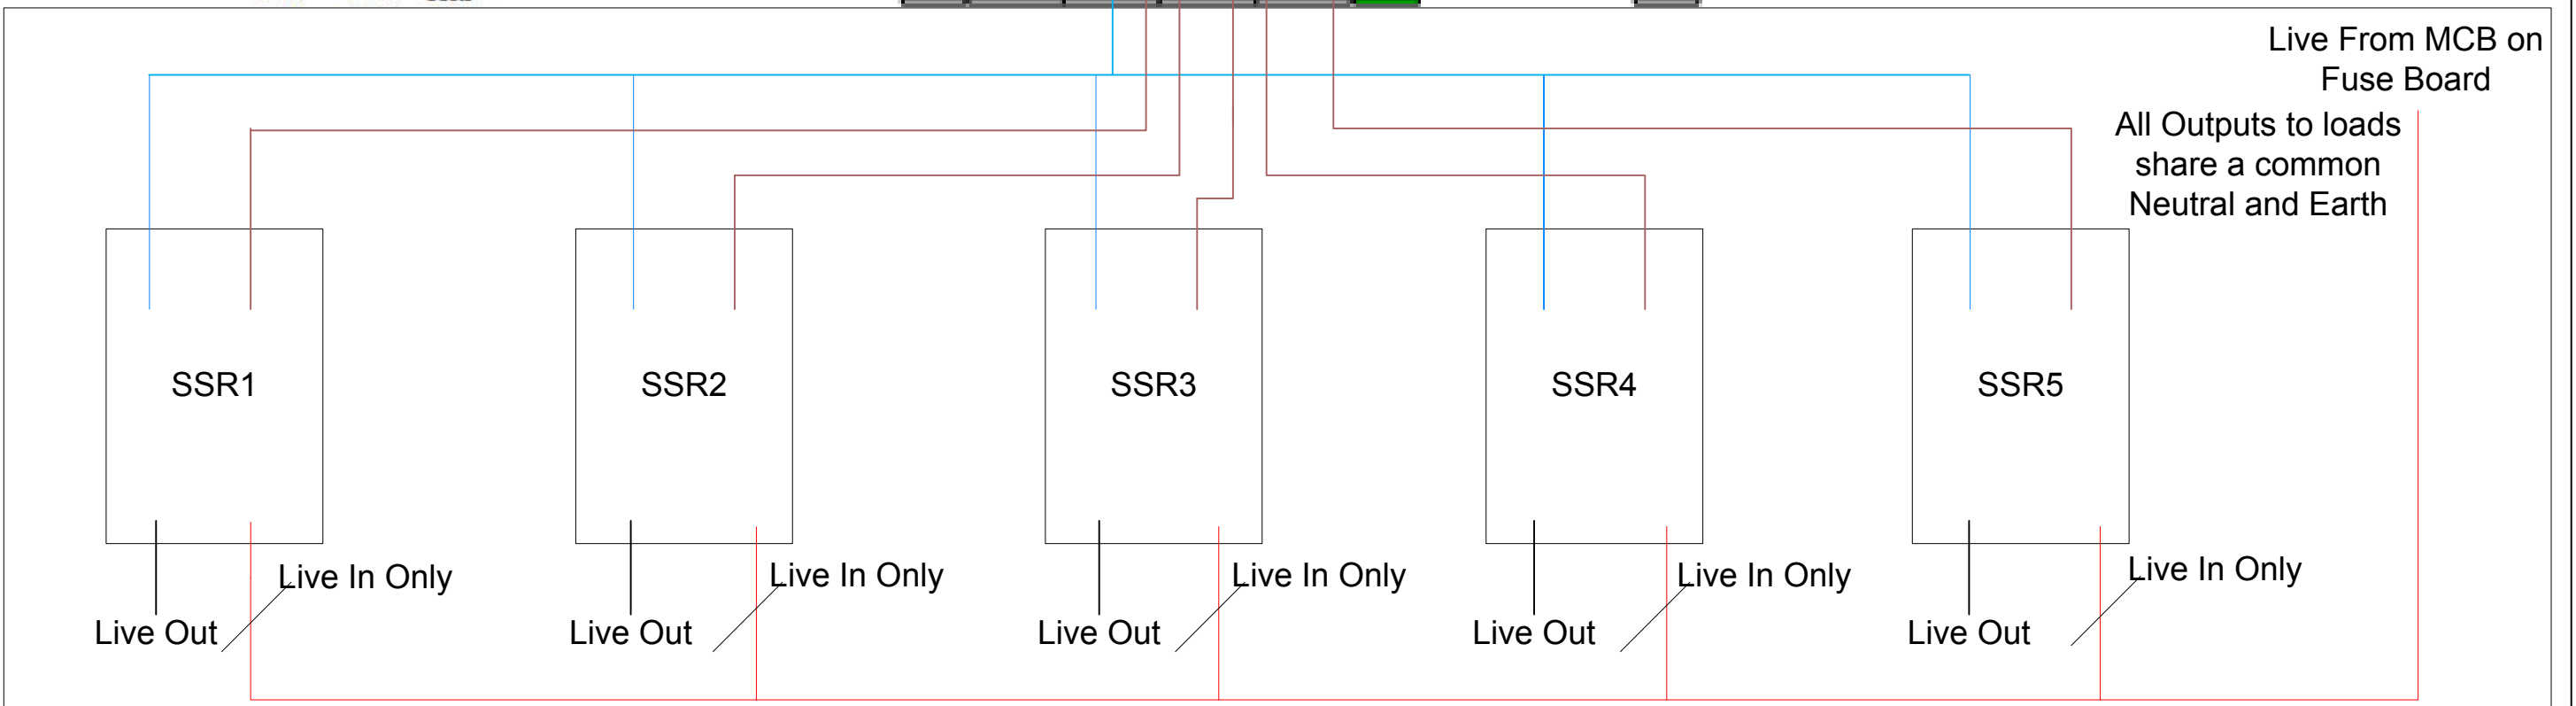 Live From MCB on
Fuse Board
All Outputs to loads
share a common
Neutral and Earth
SSR1
SSR2
SSR3
SSR4
SSR5
Live In Only
Live In Only
Live In Only
Live In Only
Live In Only
Live Out
Live Out
Live Out
Live Out
Live Out